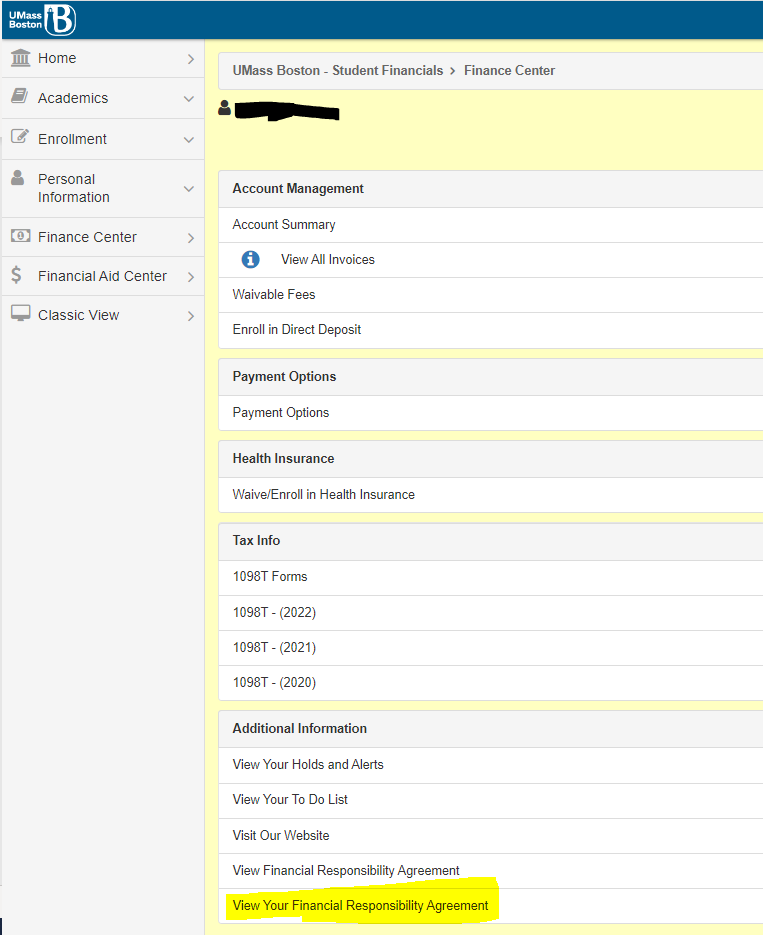 UMass
Boston
B
Home
Academics
Enrollment
Personal
Information
Finance Center
Financial Aid Center
Classic View
UMass Boston - Student Financials > Finance Center
Account Management
Account Summary
View All Invoices
Waivable Fees
Enroll in Direct Deposit
Payment Options
Payment Options
Health Insurance
Waive/Enroll in Health Insurance
Tax Info
1098T Forms
1098T - (2022)
1098T - (2021)
1098T - (2020)
Additional Information
View Your Holds and Alerts
View Your To Do List
Visit Our Website
View Financial Responsibility Agreement
View Your Financial Responsibility Agreement